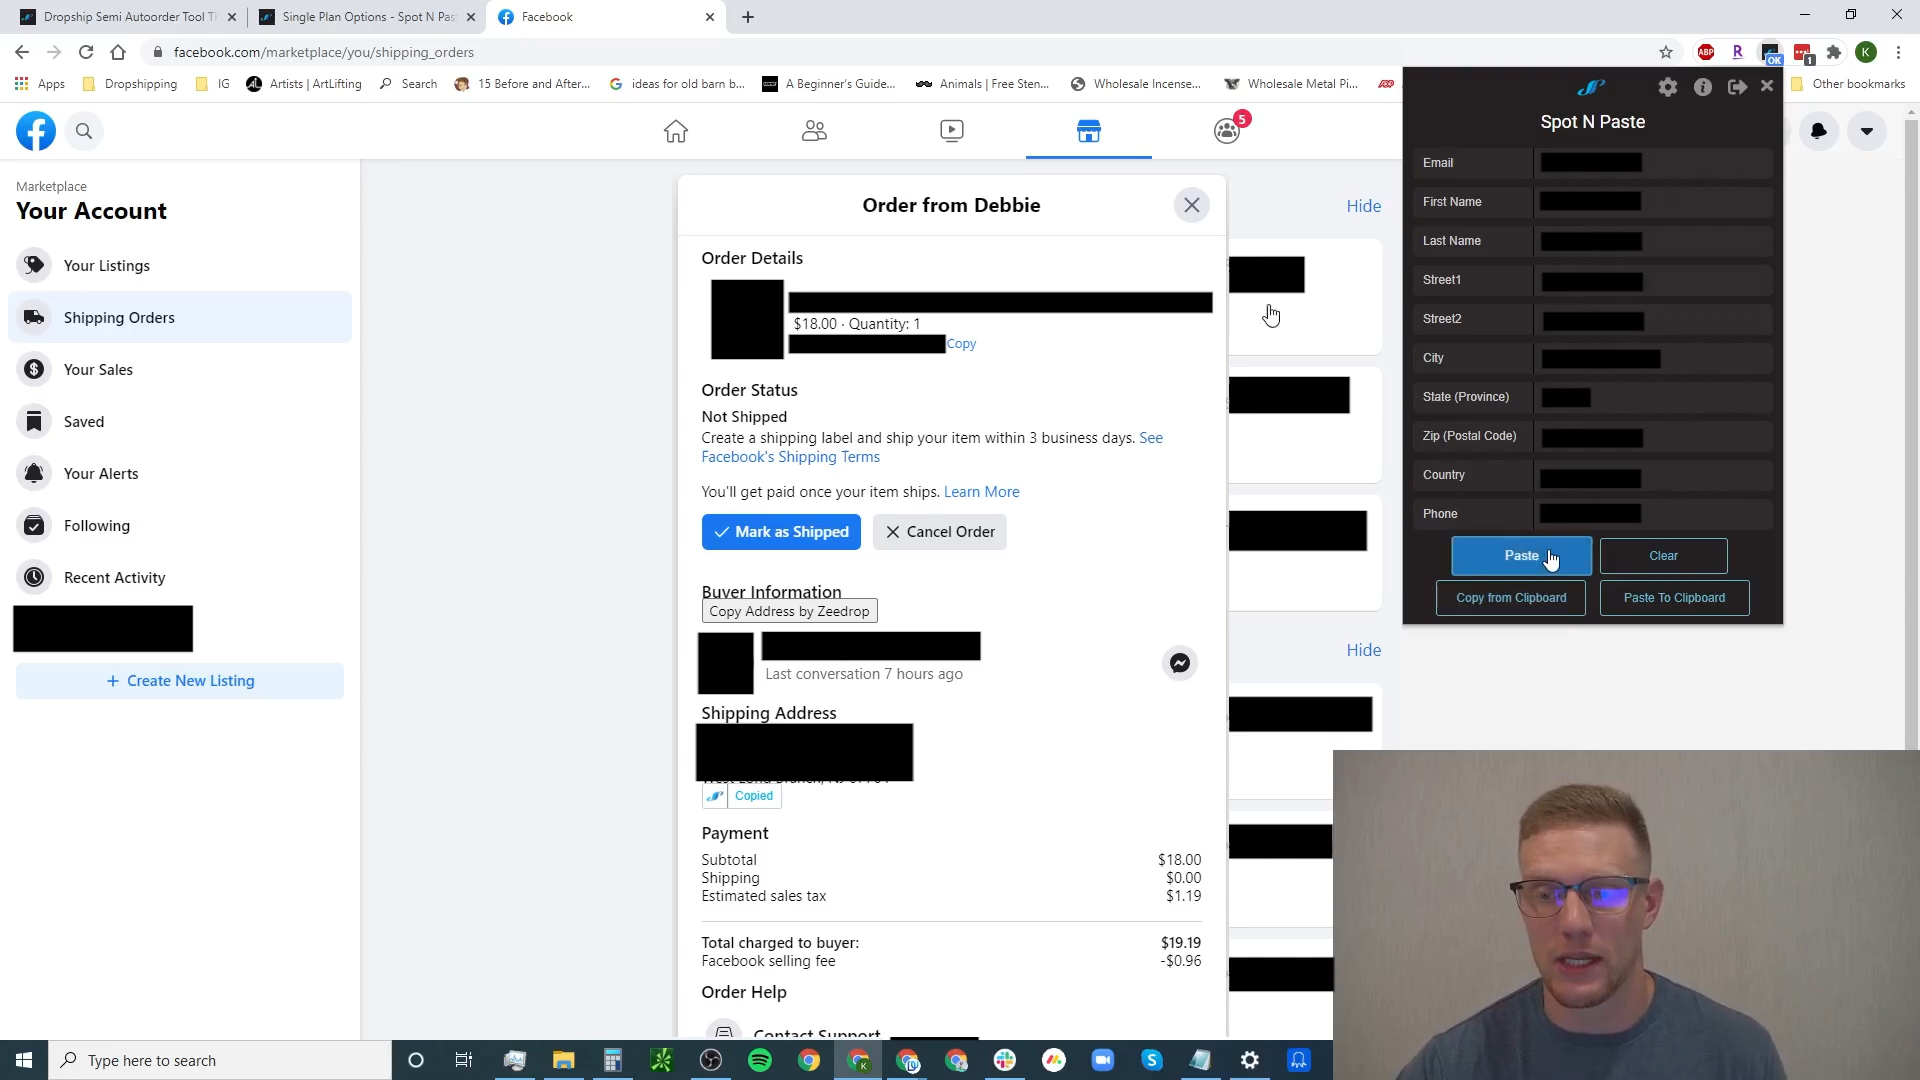 Dropship Semi Autoorder Tool Th
Single Plan Options - Spot N Pas
Facebook
facebook.com/marketplace/you/shipping_orders
ABP
R
OK
1
K
Apps
Dropshipping
IG
Artists | ArtLifting
Search
15 Before and After...
ideas for old barn b...
A Beginner's Guide...
Animals | Free Sten...
Wholesale Incense...
Wholesale Metal Pi...
Other bookmarks
5
Marketplace
Your Account
Your Listings
Shipping Orders
Your Sales
Saved
Your Alerts
Following
Recent Activity
+ Create New Listing
Order from Debbie
Order Details
$18.00 · Quantity: 1
Copy
Order Status
Not Shipped
Create a shipping label and ship your item within 3 business days. See
Facebook's Shipping Terms
You'll get paid once your item ships. Learn More
Mark as Shipped
Cancel Order
Buyer Information
Copy Address by Zeedrop
Last conversation 7 hours ago
Shipping Address
Copied
Payment
Subtotal $18.00
Shipping $0.00
Estimated sales tax $1.19
Total charged to buyer: $19.19
Facebook selling fee -$0.96
Order Help
Contact Support
Hide
Hide
Spot N Paste
Email
First Name
Last Name
Street1
Street2
City
State (Province)
Zip (Postal Code)
Country
Phone
Paste
Clear
Copy from Clipboard
Paste To Clipboard
Type here to search